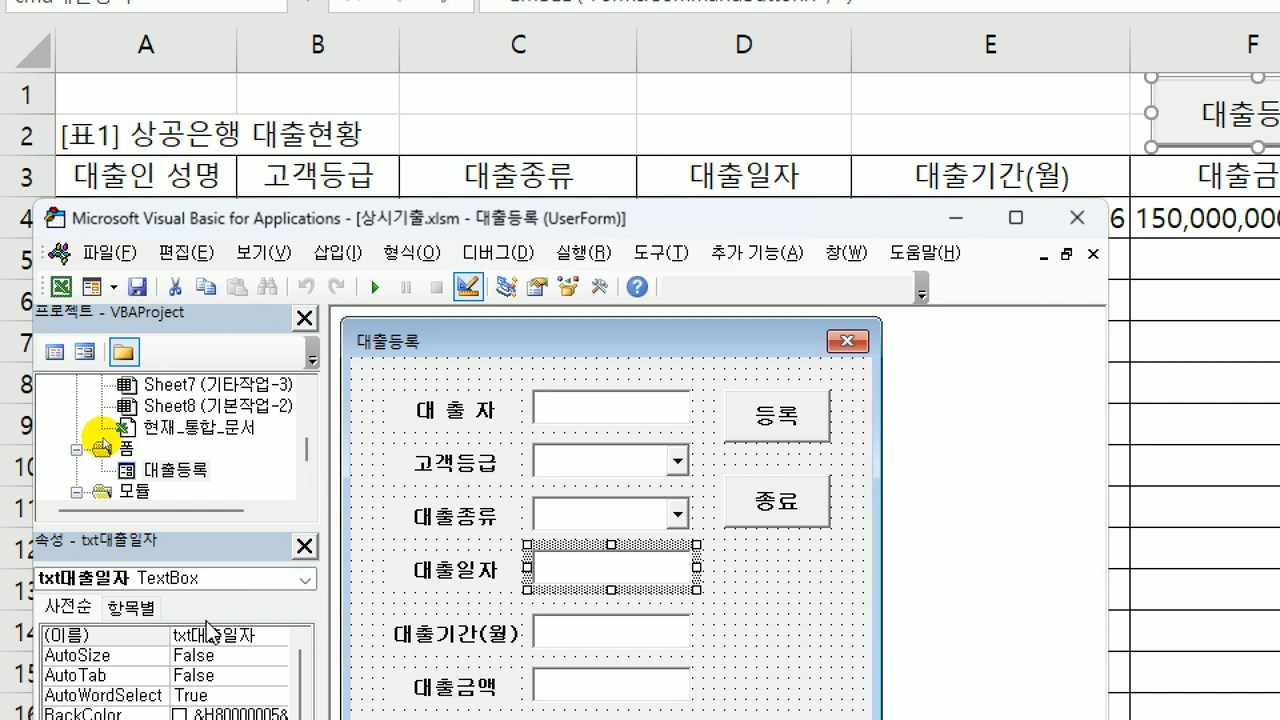 A B C D E F
1
대출등
2 [표1] 상공은행 대출현황
3 대출인 성명 고객등급 대출종류 대출일자 대출기간(월) 대출금
4 6 150,000,00
Microsoft Visual Basic for Applications - [상시기출.xlsm - 대출등록 (UserForm)]
5 파일(F) 편집(E) 보기(V) 삽입(I) 형식(O) 디버그(D) 실행(R) 도구(T) 추가 기능(A) 창(W) 도움말(H)
6
프로젝트 - VBAProject
7
8 Sheet7 (기타작업-3)
Sheet8 (기본작업-2)
9 현재_통합_문서
10 폼
대출등록
11 모듈
12 속성 - txt대출일자
13 txt대출일자 TextBox
사전순 항목별
14 (이름) txt대출일자
AutoSize False
15 AutoTab False
AutoWordSelect True
16 BackColor &H80000005&
대출등록
대 출 자
등록
고객등급
종료
대출종류
대출일자
대출기간(월)
대출금액